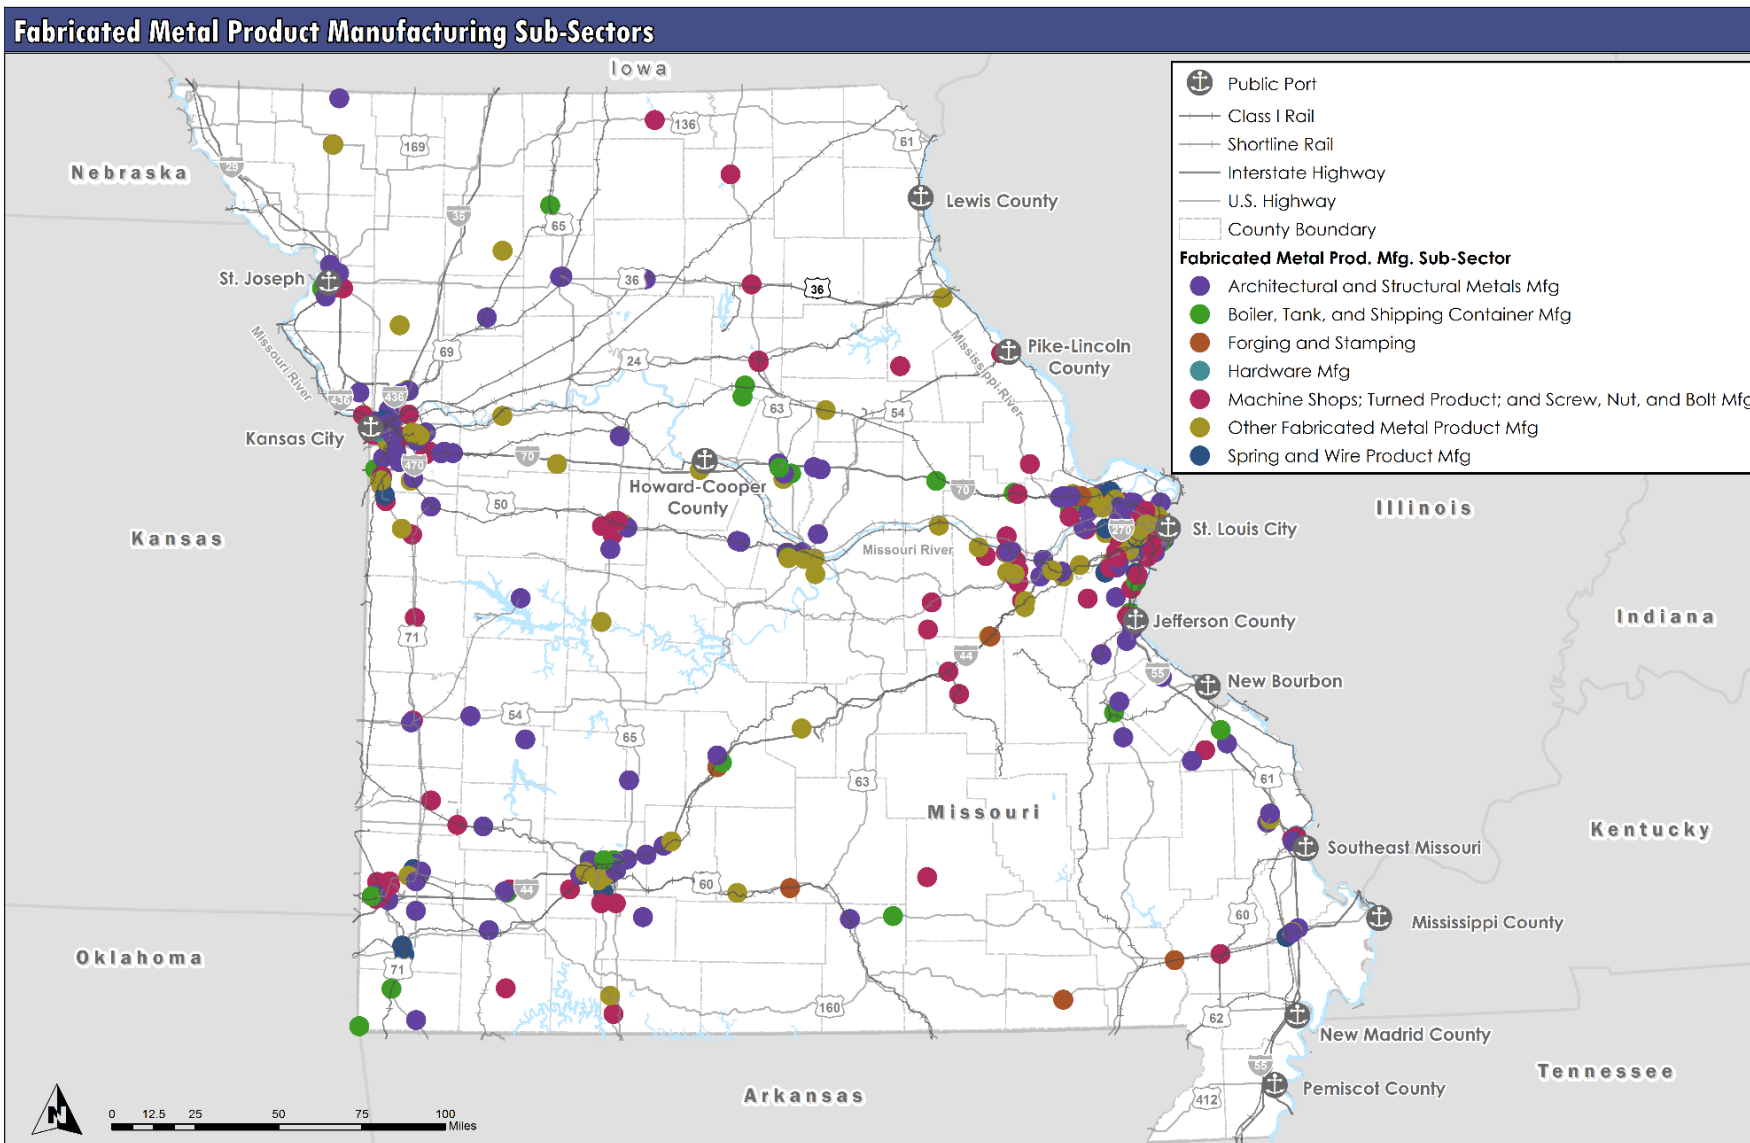 Fabricated Metal Product Manufacturing Sub-Sectors
Iowa
Nebraska
Kansas
Oklahoma
Arkansas
Illinois
Indiana
Kentucky
Tennessee
Missouri
Public Port
Class I Rail
Shortline Rail
Interstate Highway
U.S. Highway
County Boundary
Fabricated Metal Prod. Mfg. Sub-Sector
Architectural and Structural Metals Mfg
Boiler, Tank, and Shipping Container Mfg
Forging and Stamping
Hardware Mfg
Machine Shops; Turned Product; and Screw, Nut, and Bolt Mfg
Other Fabricated Metal Product Mfg
Spring and Wire Product Mfg
Lewis County
St. Joseph
Pike-Lincoln
County
Kansas City
Howard-Cooper
County
St. Louis City
Jefferson County
New Bourbon
Southeast Missouri
Mississippi County
New Madrid County
Pemiscot County
Missouri River
Mississippi River
Missouri River
136
169
61
29
35
65
36
36
69
24
436
436
63
54
470
70
70
50
270
71
44
55
54
65
63
61
44
60
60
71
160
62
55
412
N
0 12.5 25 50 75 100
Miles